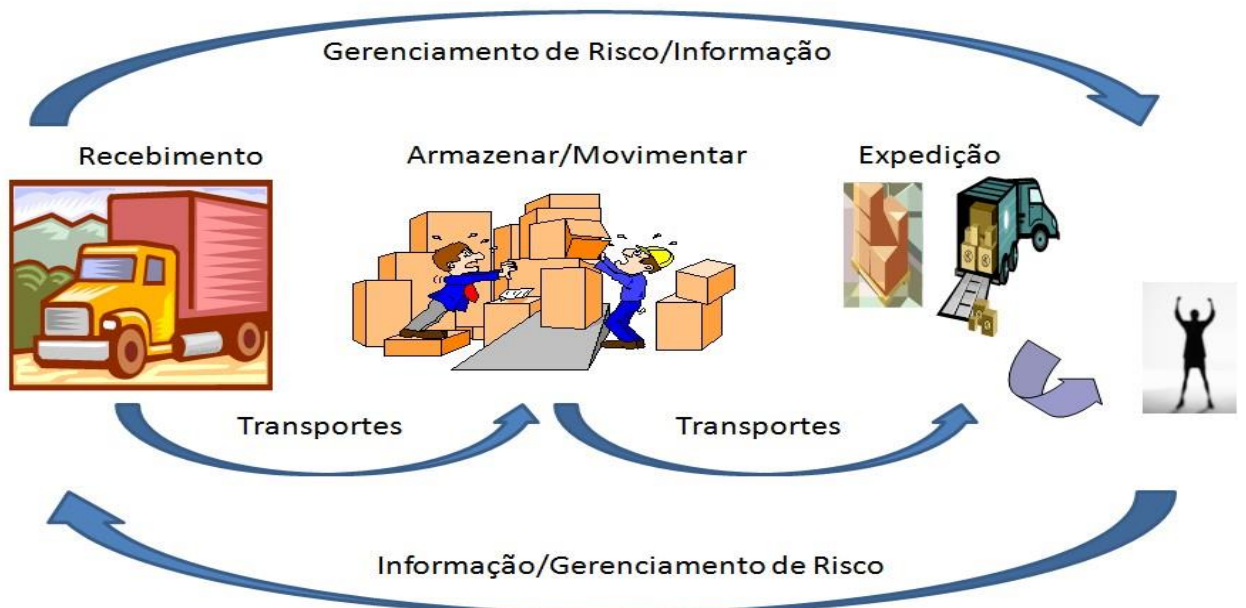 Gerenciamento de Risco/Informação
Recebimento
Armazenar/Movimentar
Expedição
Transportes
Transportes
Informação/Gerenciamento de Risco